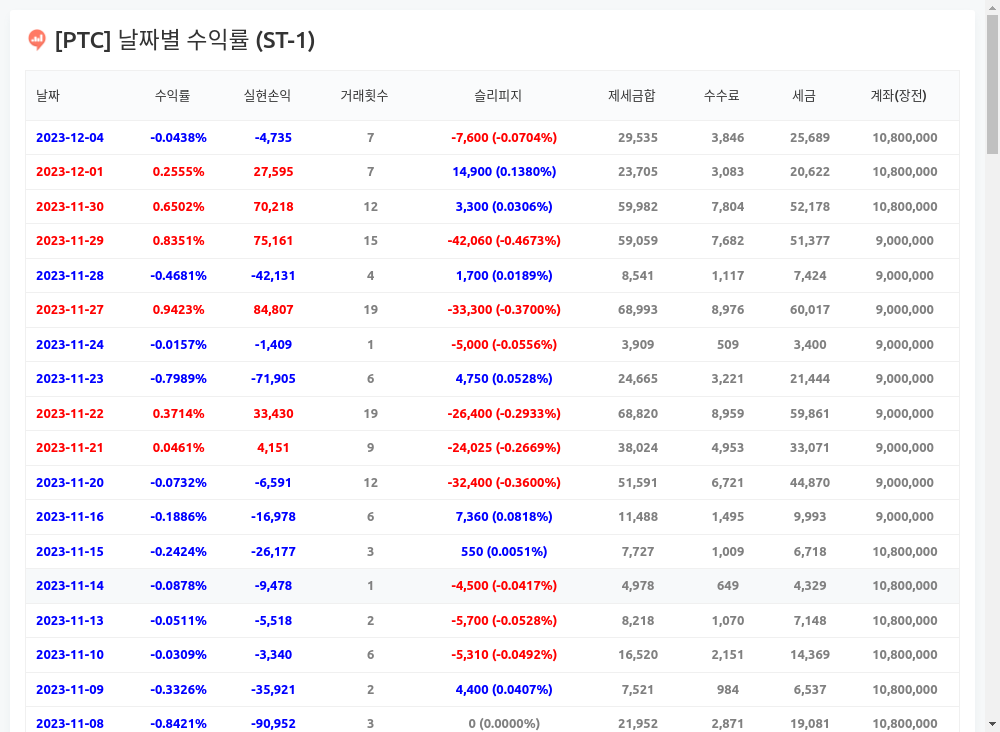 [PTC] 날짜별 수익률 (ST-1)
날짜 수익률 실현손익 거래횟수 슬리피지 제세금합 수수료 세금 계좌(장전)
2023-12-04 -0.0438% -4,735 7 -7,600 (-0.0704%) 29,535 3,846 25,689 10,800,000
2023-12-01 0.2555% 27,595 7 14,900 (0.1380%) 23,705 3,083 20,622 10,800,000
2023-11-30 0.6502% 70,218 12 3,300 (0.0306%) 59,982 7,804 52,178 10,800,000
2023-11-29 0.8351% 75,161 15 -42,060 (-0.4673%) 59,059 7,682 51,377 9,000,000
2023-11-28 -0.4681% -42,131 4 1,700 (0.0189%) 8,541 1,117 7,424 9,000,000
2023-11-27 0.9423% 84,807 19 -33,300 (-0.3700%) 68,993 8,976 60,017 9,000,000
2023-11-24 -0.0157% -1,409 1 -5,000 (-0.0556%) 3,909 509 3,400 9,000,000
2023-11-23 -0.7989% -71,905 6 4,750 (0.0528%) 24,665 3,221 21,444 9,000,000
2023-11-22 0.3714% 33,430 19 -26,400 (-0.2933%) 68,820 8,959 59,861 9,000,000
2023-11-21 0.0461% 4,151 9 -24,025 (-0.2669%) 38,024 4,953 33,071 9,000,000
2023-11-20 -0.0732% -6,591 12 -32,400 (-0.3600%) 51,591 6,721 44,870 9,000,000
2023-11-16 -0.1886% -16,978 6 7,360 (0.0818%) 11,488 1,495 9,993 9,000,000
2023-11-15 -0.2424% -26,177 3 550 (0.0051%) 7,727 1,009 6,718 10,800,000
2023-11-14 -0.0878% -9,478 1 -4,500 (-0.0417%) 4,978 649 4,329 10,800,000
2023-11-13 -0.0511% -5,518 2 -5,700 (-0.0528%) 8,218 1,070 7,148 10,800,000
2023-11-10 -0.0309% -3,340 6 -5,310 (-0.0492%) 16,520 2,151 14,369 10,800,000
2023-11-09 -0.3326% -35,921 2 4,400 (0.0407%) 7,521 984 6,537 10,800,000
2023-11-08 -0.8421% -90,952 3 0 (0.0000%) 21,952 2,871 19,081 10,800,000